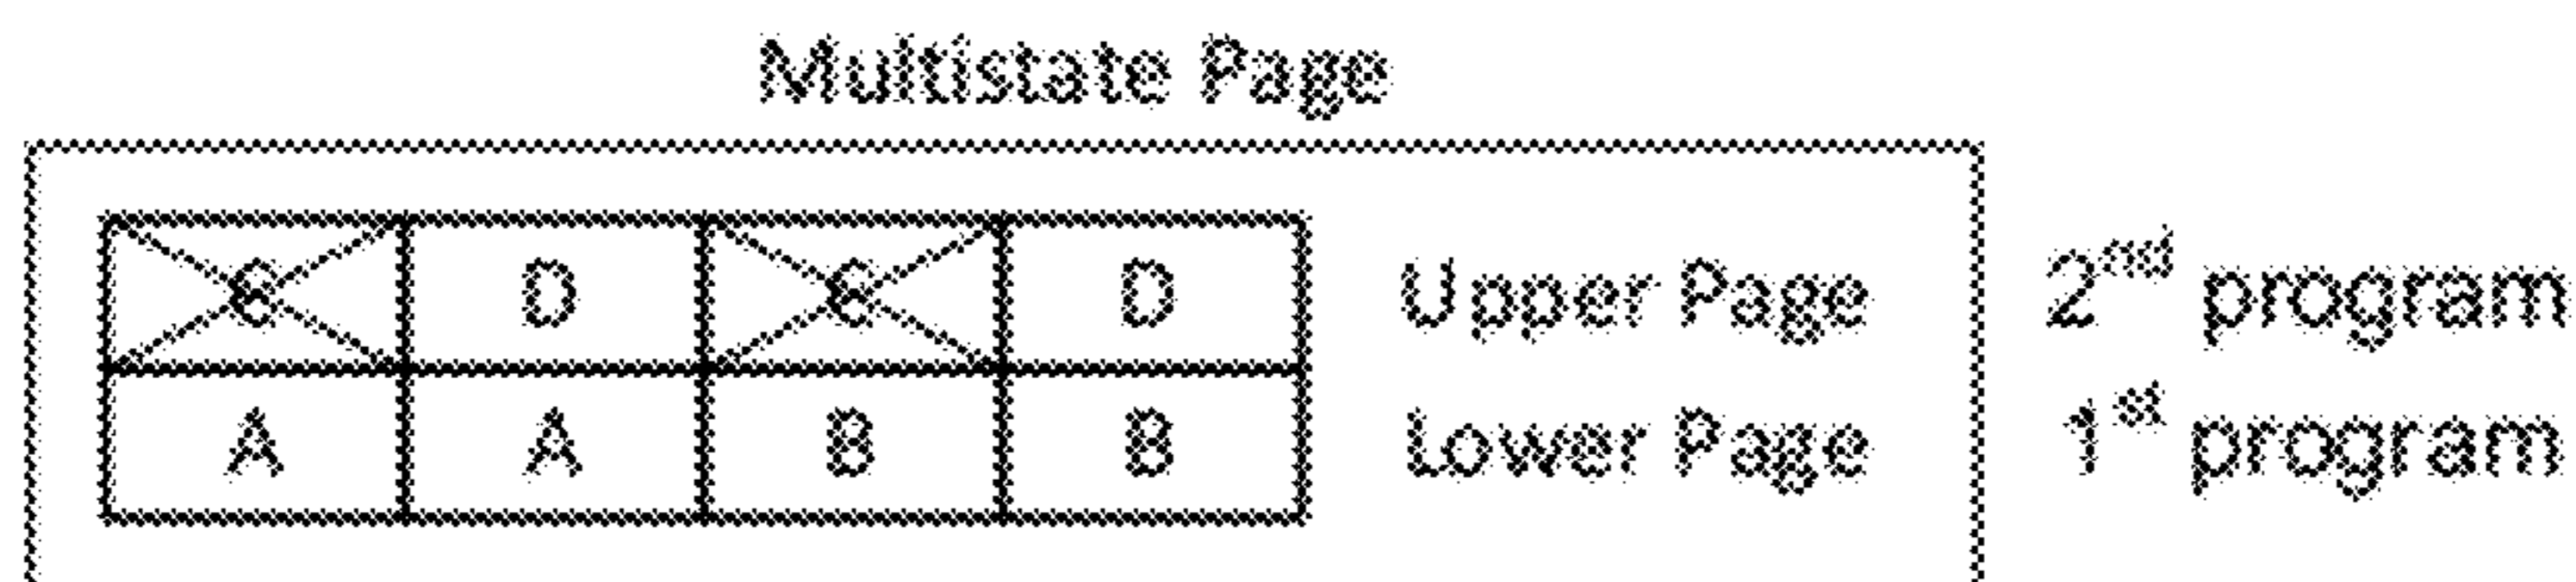 Multistate Page
C D C D Upper Page 2nd program
A A B B Lower Page 1st program